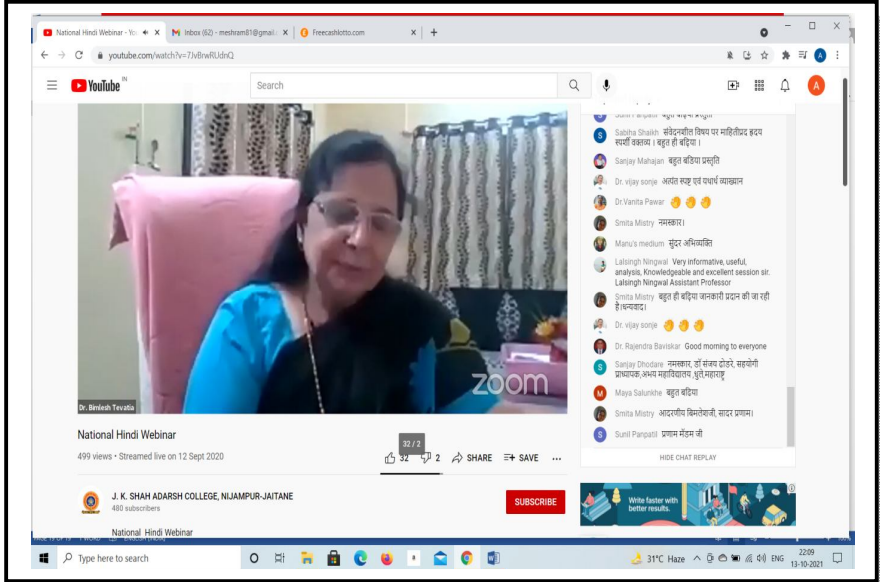 National Hindi Webinar - Yo
Inbox (62) - meshram81@gmail.
Freecashlotto.com
youtube.com/watch?v=7JvBrwRUdnQ
YouTube IN
Search
Sabiha Shaikh संवेदनशील विषय पर माहितीप्रद ह्रदय
स्पर्शी वक्तव्य । बहुत ही बढ़िया ।
Sanjay Mahajan बहुत बढिया प्रस्तृति
Dr. vijay sonje अत्यंत स्पष्ट एवं यथार्थ व्याख्यान
Dr.Vanita Pawar 👏 👏 👏
Smita Mistry नमस्कार।
Manu's medium सुंदर अभिव्यक्ति
Lalsingh Ningwal Very informative, useful,
analysis, Knowledgeable and excellent session sir.
Lalsingh Ningwal Assistant Professor
Smita Mistry बहुत ही बढ़िया जानकारी प्रदान की जा रही
है।धन्यवाद।
Dr. vijay sonje 👏 👏 👏
Dr. Rajendra Baviskar Good morning to everyone
Sanjay Dhodare नमस्कार, डॉ संजय ढोडरे, सहयोगी
प्राध्यापक,अभय महाविद्यालय ,धुले,महाराष्ट्र
Maya Salunkhe बहुत बढिया
Smita Mistry आदरणीय बिमलेशजी, सादर प्रणाम।
Sunil Panpatil प्रणाम मॅडम जी
HIDE CHAT REPLAY
zoom
Dr. Bimlesh Tevatia
National Hindi Webinar
32 / 2
499 views • Streamed live on 12 Sept 2020
32 2 SHARE SAVE
J. K. SHAH ADARSH COLLEGE, NIJAMPUR-JAITANE
480 subscribers
SUBSCRIBE
National Hindi Webinar
Write faster with
better results.
Type here to search
31°C Haze
ENG
22:09
13-10-2021